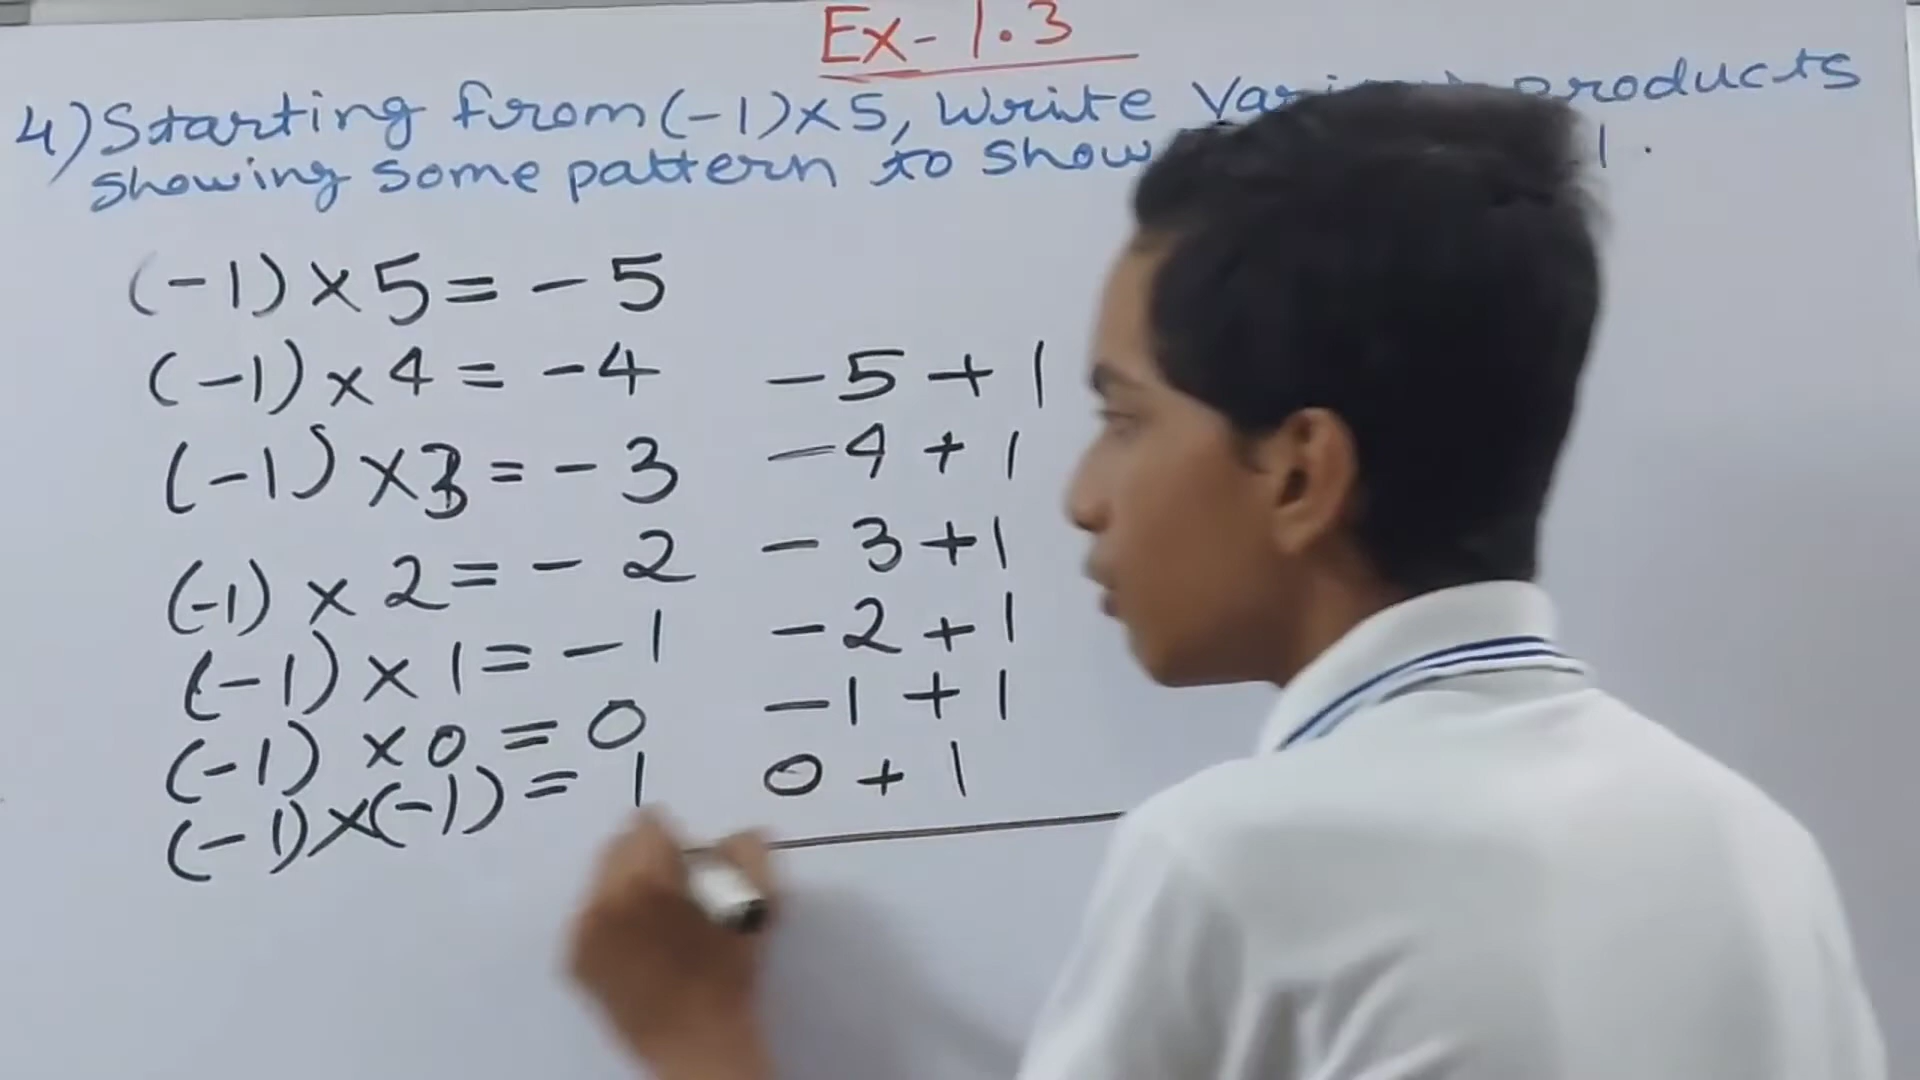 Ex- 1.3
4) Starting from (-1)×5, Write products
showing some pattern to show 1.
(-1) × 5 = - 5
(-1) × 4 = -4 -5 + 1
(-1) × 3 = - 3 -4 + 1
(-1) × 2 = - 2 - 3 + 1
(-1) × 1 = - 1 - 2 + 1
(-1) × 0 = 0 -1 + 1
(-1) × (-1) = 1 0 + 1